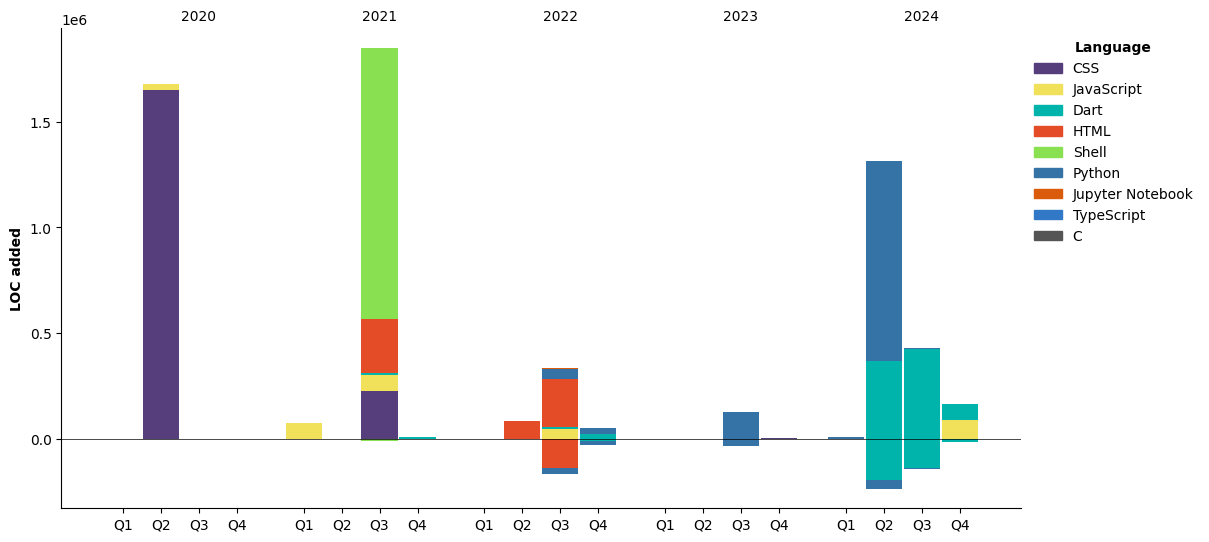 2020 2021 2022 2023 2024
1e6
Language
CSS
JavaScript
Dart
HTML
Shell
Python
Jupyter Notebook
TypeScript
C
LOC added
1.5
1.0
0.5
0.0
Q1 Q2 Q3 Q4 Q1 Q2 Q3 Q4 Q1 Q2 Q3 Q4 Q1 Q2 Q3 Q4 Q1 Q2 Q3 Q4